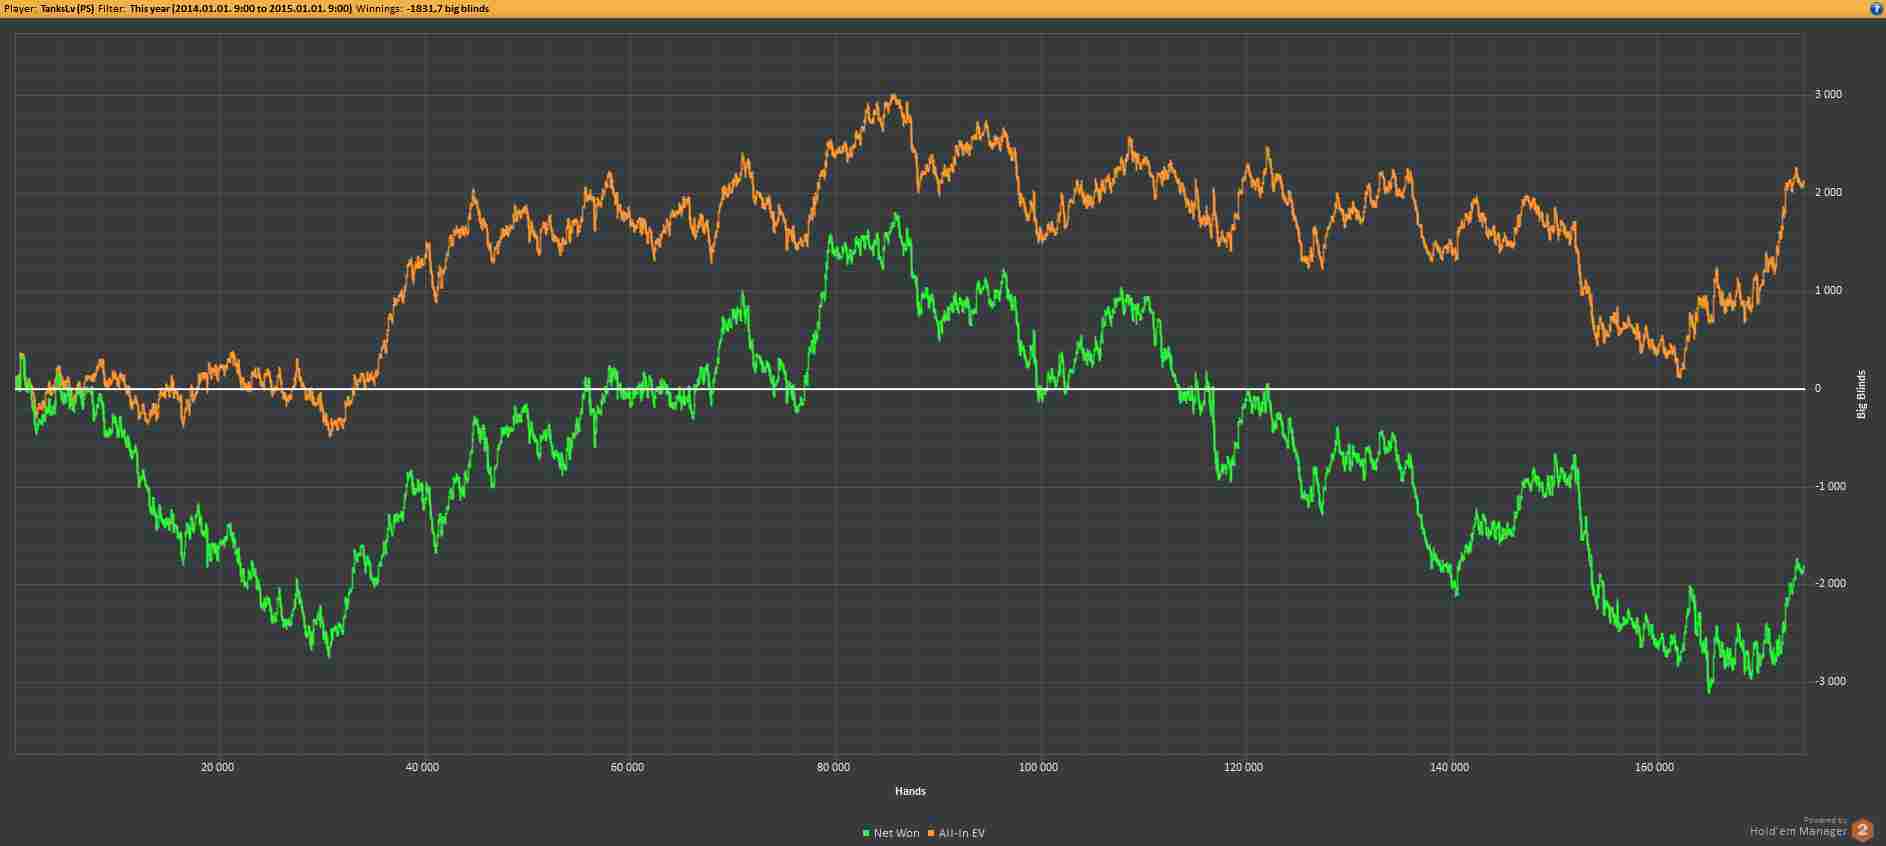 Player: TanksLv (PS) Filter: This year (2014.01.01. 9:00 to 2015.01.01. 9:00) Winnings: -1831,7 big blinds
3 000
2 000
1 000
0
-1 000
-2 000
-3 000
Big Blinds
20 000 40 000 60 000 80 000 100 000 120 000 140 000 160 000
Hands
Net Won All-In EV
Powered by
Hold'em Manager 2